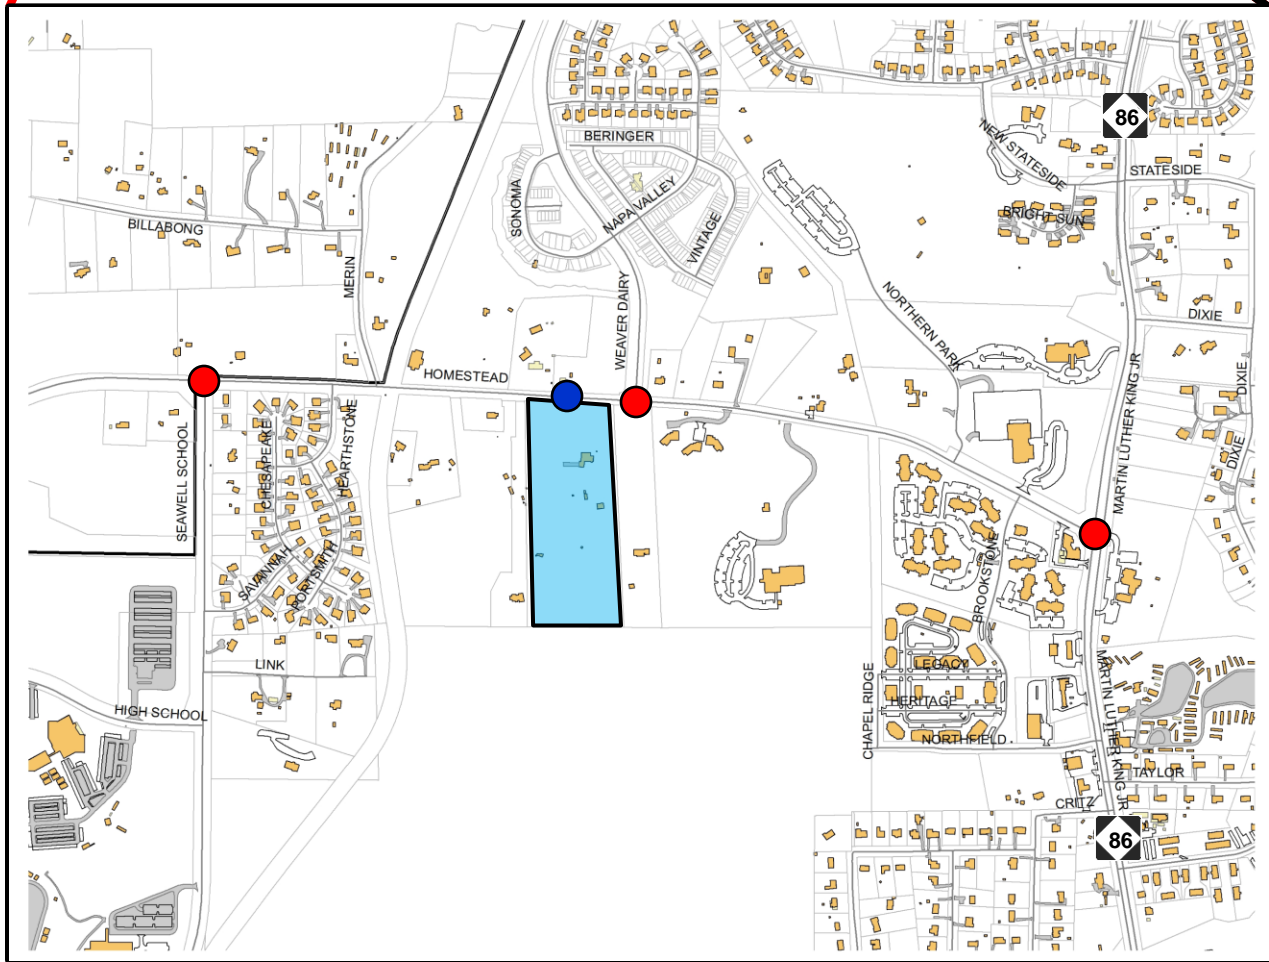 86
NEW STATESIDE
BERINGER
STATESIDE
SONOMA
NAPA VALLEY
BRIGHT SUN
BILLABONG
VINTAGE
MERIN
WEAVER DAIRY
NORTHERN PARK
DIXIE
HOMESTEAD
MARTIN LUTHER KING JR
DIXIE
SEAWELL SCHOOL
CHESAPEAKE
HEARTHSTONE
DIXIE
SAVANNAH
PORTSMITH
BROOKSTONE
LINK
LEGACY
CHAPEL RIDGE
HERITAGE
MARTIN LUTHER KING JR
HIGH SCHOOL
NORTHFIELD
TAYLOR
CRITZ
86